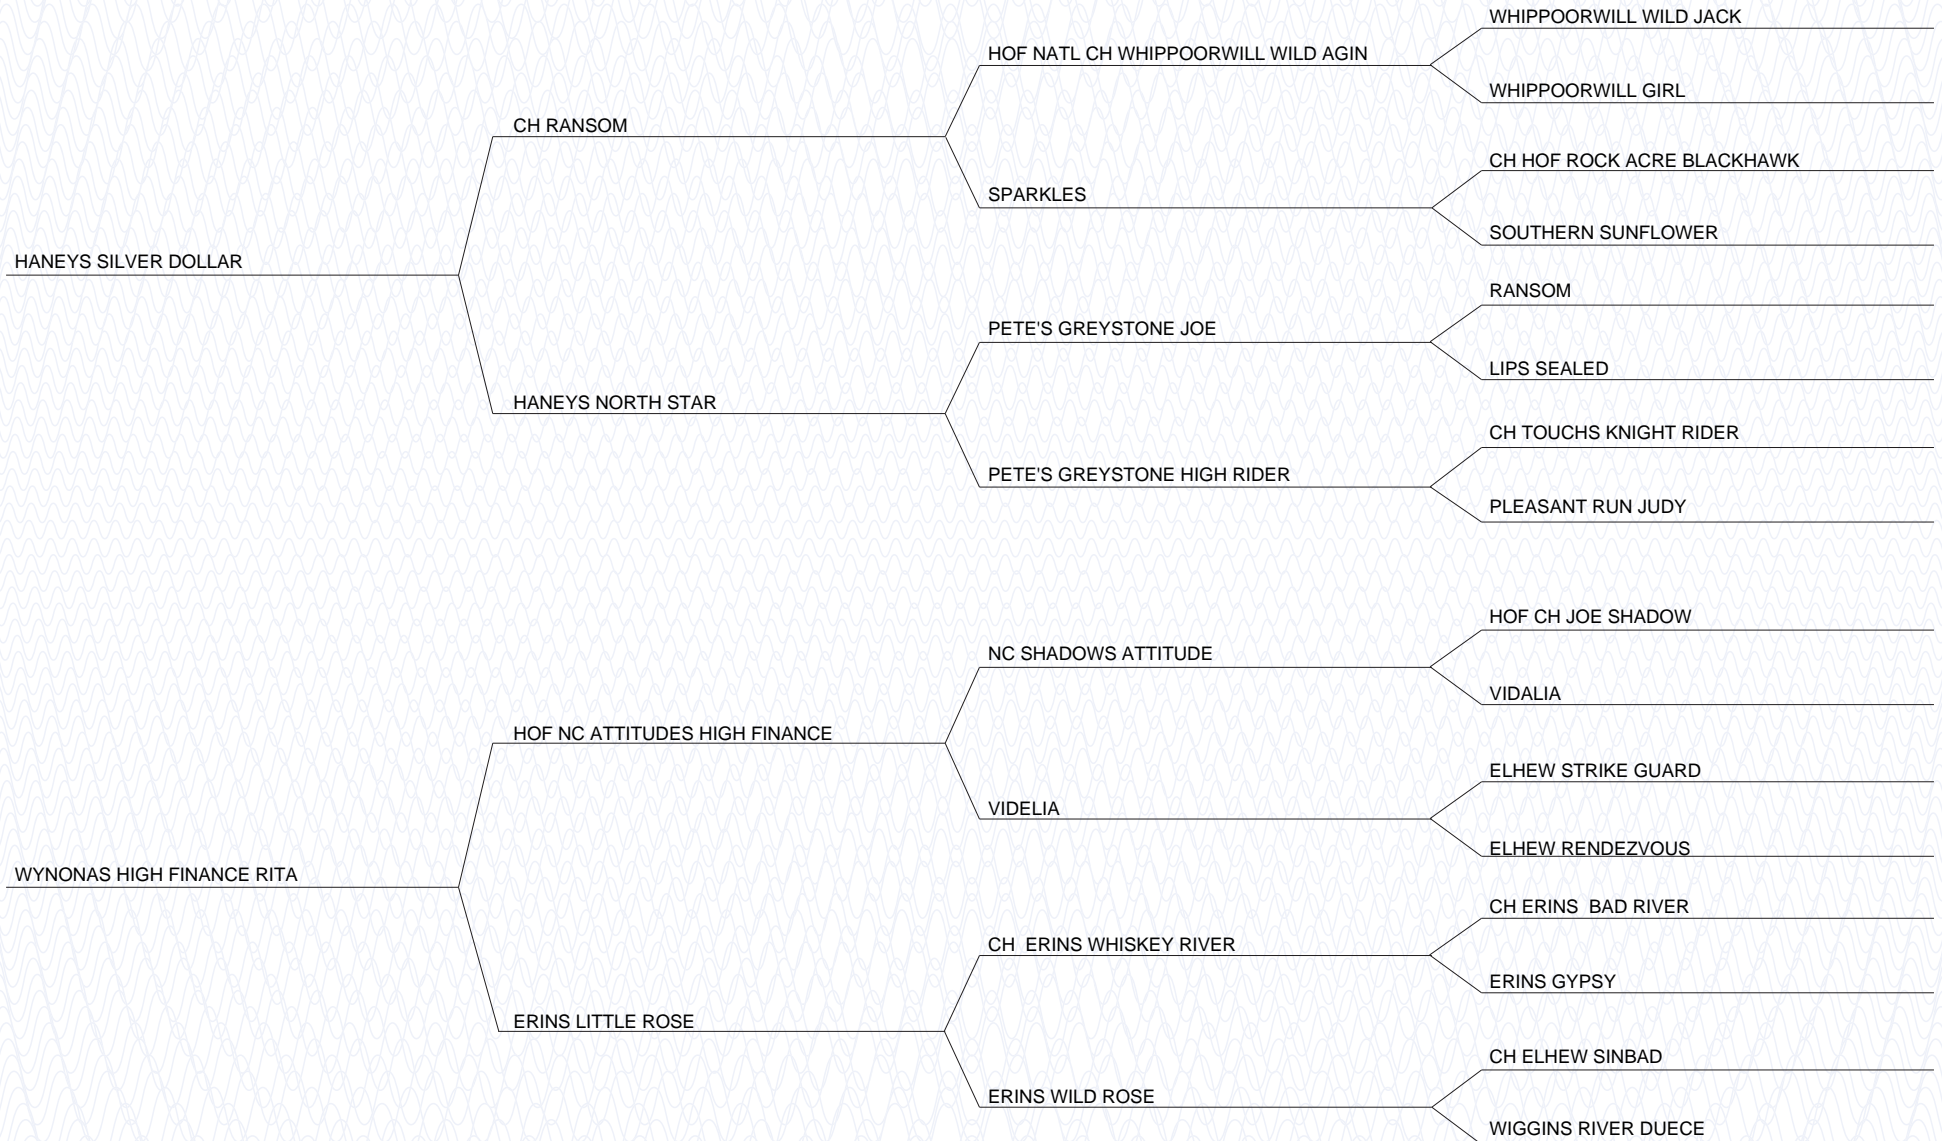 WHIPPOORWILL WILD JACK
HOF NATL CH WHIPPOORWILL WILD AGIN
WHIPPOORWILL GIRL
CH RANSOM
CH HOF ROCK ACRE BLACKHAWK
SPARKLES
SOUTHERN SUNFLOWER
HANEYS SILVER DOLLAR
RANSOM
PETE'S GREYSTONE JOE
LIPS SEALED
HANEYS NORTH STAR
CH TOUCHS KNIGHT RIDER
PETE'S GREYSTONE HIGH RIDER
PLEASANT RUN JUDY
HOF CH JOE SHADOW
NC SHADOWS ATTITUDE
VIDALIA
HOF NC ATTITUDES HIGH FINANCE
ELHEW STRIKE GUARD
VIDELIA
ELHEW RENDEZVOUS
WYNONAS HIGH FINANCE RITA
CH ERINS  BAD RIVER
CH  ERINS WHISKEY RIVER
ERINS GYPSY
ERINS LITTLE ROSE
CH ELHEW SINBAD
ERINS WILD ROSE
WIGGINS RIVER DUECE